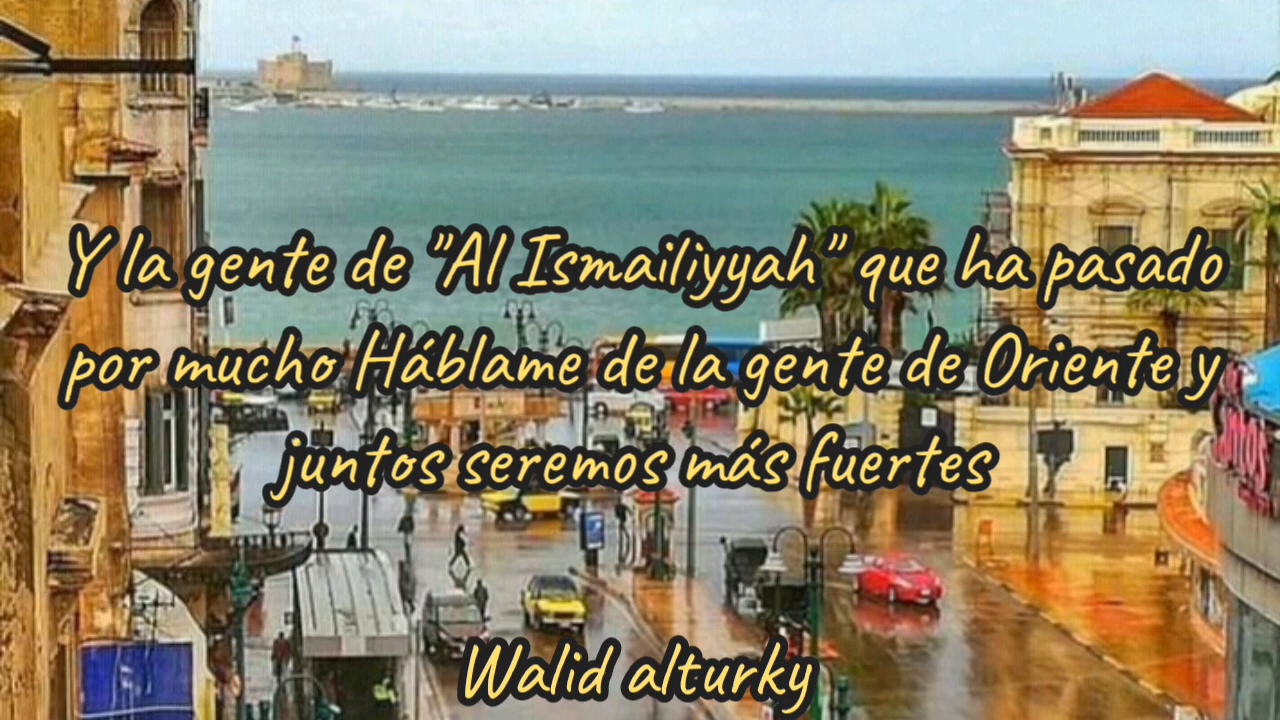 Y la gente de "Al Ismailiyyah" que ha pasado
por mucho Háblame de la gente de Oriente y
juntos seremos más fuertes
Walid alturky